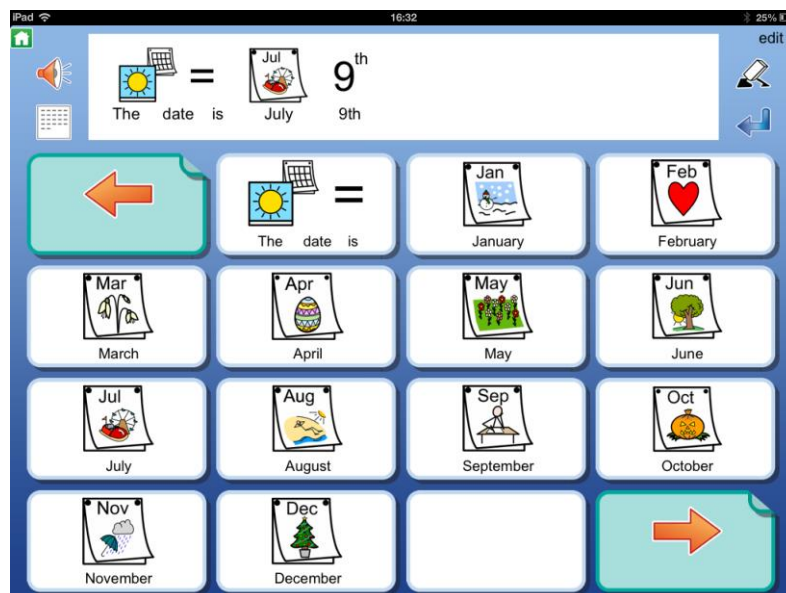 iPad 16:32 25%
edit
Jul
= 9th
The date is July 9th
Jan Feb
=
The date is January February
Mar Apr May Jun
March April May June
Jul Aug Sep Oct
July August September October
Nov Dec
November December